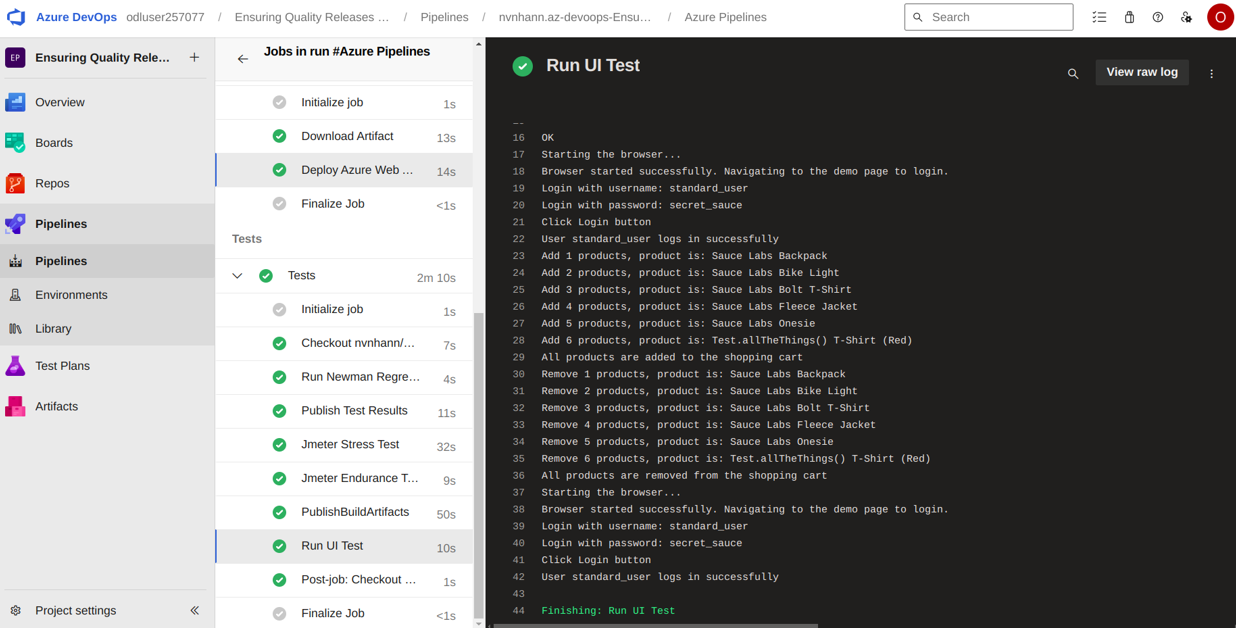 Azure DevOps odluser257077 / Ensuring Quality Releases ... / Pipelines / nvnhann.az-devoops-Ensu... / Azure Pipelines
Search
O
EP Ensuring Quality Rele... +
Overview
Boards
Repos
Pipelines
Pipelines
Environments
Library
Test Plans
Artifacts
Project settings
Jobs in run #Azure Pipelines
Initialize job 1s
Download Artifact 13s
Deploy Azure Web ... 14s
Finalize Job <1s
Tests
Tests 2m 10s
Initialize job 1s
Checkout nvnhann/... 7s
Run Newman Regre... 4s
Publish Test Results 11s
Jmeter Stress Test 32s
Jmeter Endurance T... 9s
PublishBuildArtifacts 50s
Run UI Test 10s
Post-job: Checkout ... 1s
Finalize Job <1s
Run UI Test
View raw log
16 OK
17 Starting the browser...
18 Browser started successfully. Navigating to the demo page to login.
19 Login with username: standard_user
20 Login with password: secret_sauce
21 Click Login button
22 User standard_user logs in successfully
23 Add 1 products, product is: Sauce Labs Backpack
24 Add 2 products, product is: Sauce Labs Bike Light
25 Add 3 products, product is: Sauce Labs Bolt T-Shirt
26 Add 4 products, product is: Sauce Labs Fleece Jacket
27 Add 5 products, product is: Sauce Labs Onesie
28 Add 6 products, product is: Test.allTheThings() T-Shirt (Red)
29 All products are added to the shopping cart
30 Remove 1 products, product is: Sauce Labs Backpack
31 Remove 2 products, product is: Sauce Labs Bike Light
32 Remove 3 products, product is: Sauce Labs Bolt T-Shirt
33 Remove 4 products, product is: Sauce Labs Fleece Jacket
34 Remove 5 products, product is: Sauce Labs Onesie
35 Remove 6 products, product is: Test.allTheThings() T-Shirt (Red)
36 All products are removed from the shopping cart
37 Starting the browser...
38 Browser started successfully. Navigating to the demo page to login.
39 Login with username: standard_user
40 Login with password: secret_sauce
41 Click Login button
42 User standard_user logs in successfully
43
44 Finishing: Run UI Test